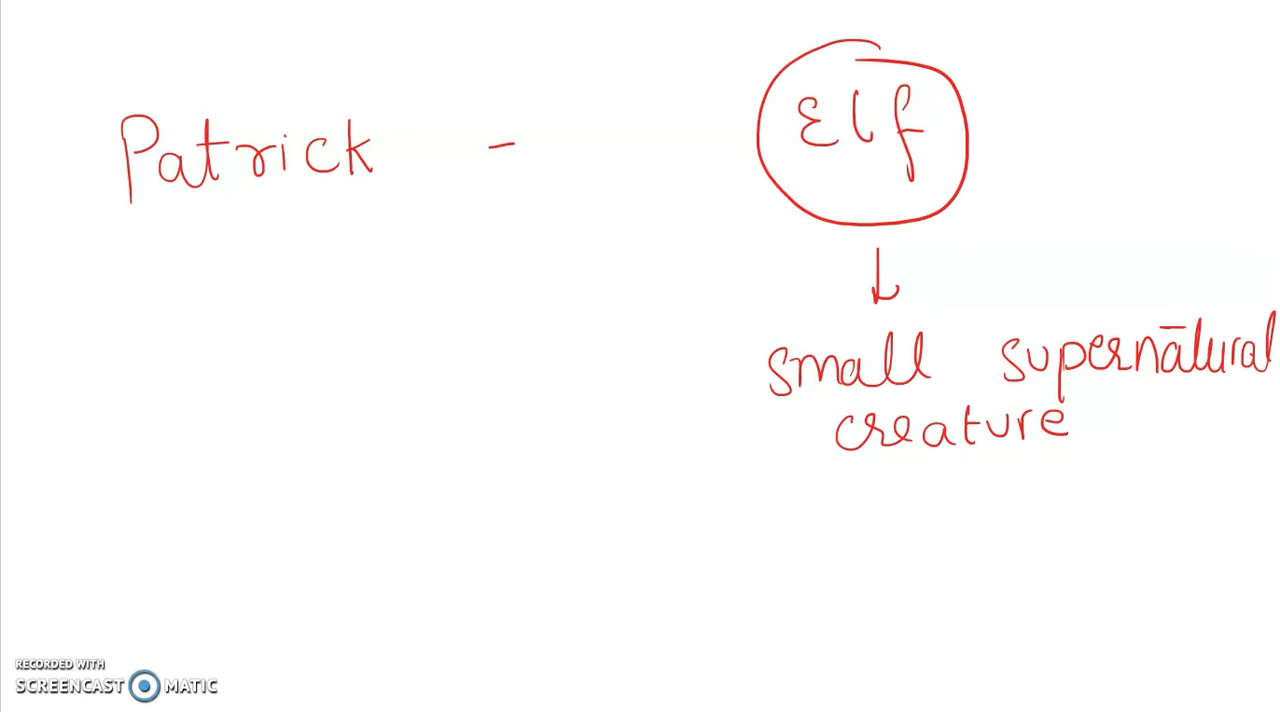 Patrick - Elf
small supernatural
creature
RECORDED WITH
SCREENCAST MATIC